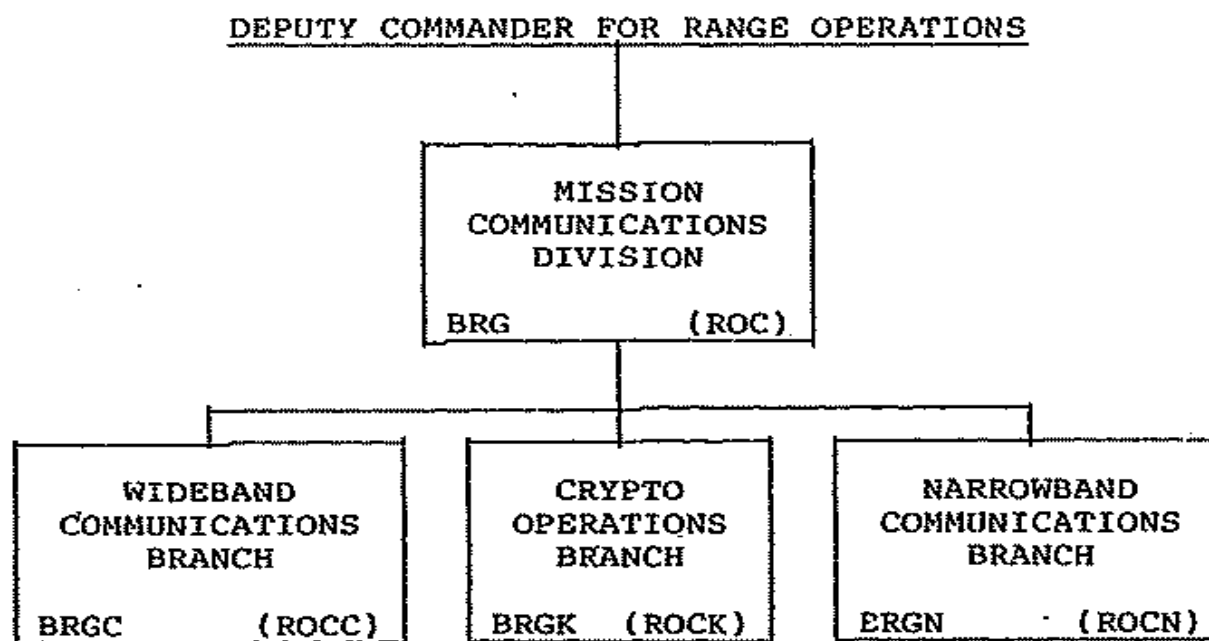 DEPUTY COMMANDER FOR RANGE OPERATIONS
MISSION
COMMUNICATIONS
DIVISION
BRG (ROC)
WIDEBAND
COMMUNICATIONS
BRANCH
BRGC (ROCC)
CRYPTO
OPERATIONS
BRANCH
BRGK (ROCK)
NARROWBAND
COMMUNICATIONS
BRANCH
BRGN (ROCN)